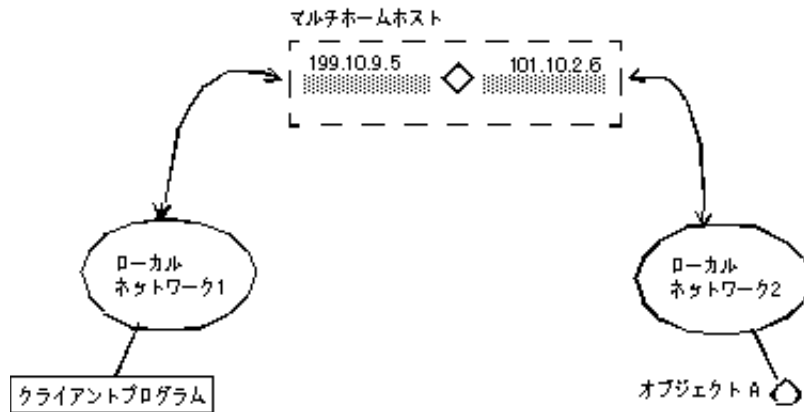 マルチホームホスト
199.10.9.5
101.10.2.6
ローカル
ネットワーク1
ローカル
ネットワーク2
クライアントプログラム
オブジェクト A